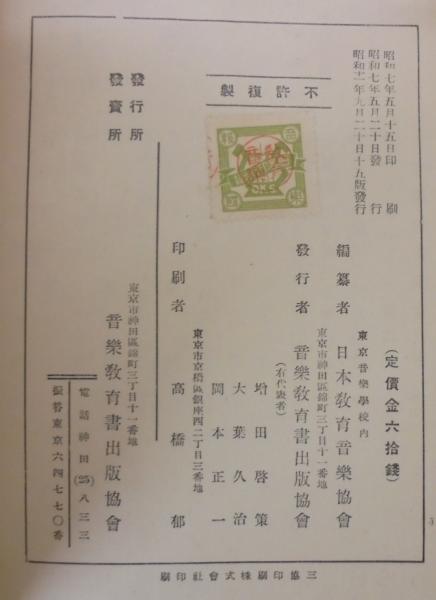 昭和七年五月十五日印刷
昭和七年五月二十日發行
昭和十一年九月二十日十九版發行
不許複製
(定價金六拾錢)
東京音樂學校内
編纂者 日本教育音樂協會
東京市神田區錦町三丁目十一番地
發行者 音樂教育書出版協會
(右代表者)
增田啓策
大葉久治
岡本正一
東京市京橋區銀座西二丁目三番地
印刷者 高橋郁
發行所
發賣所
東京市神田區錦町三丁目十一番地
音樂教育書出版協會
電話神田(25)八三三
振替東京六四七七〇番
三協印刷株式會社印刷